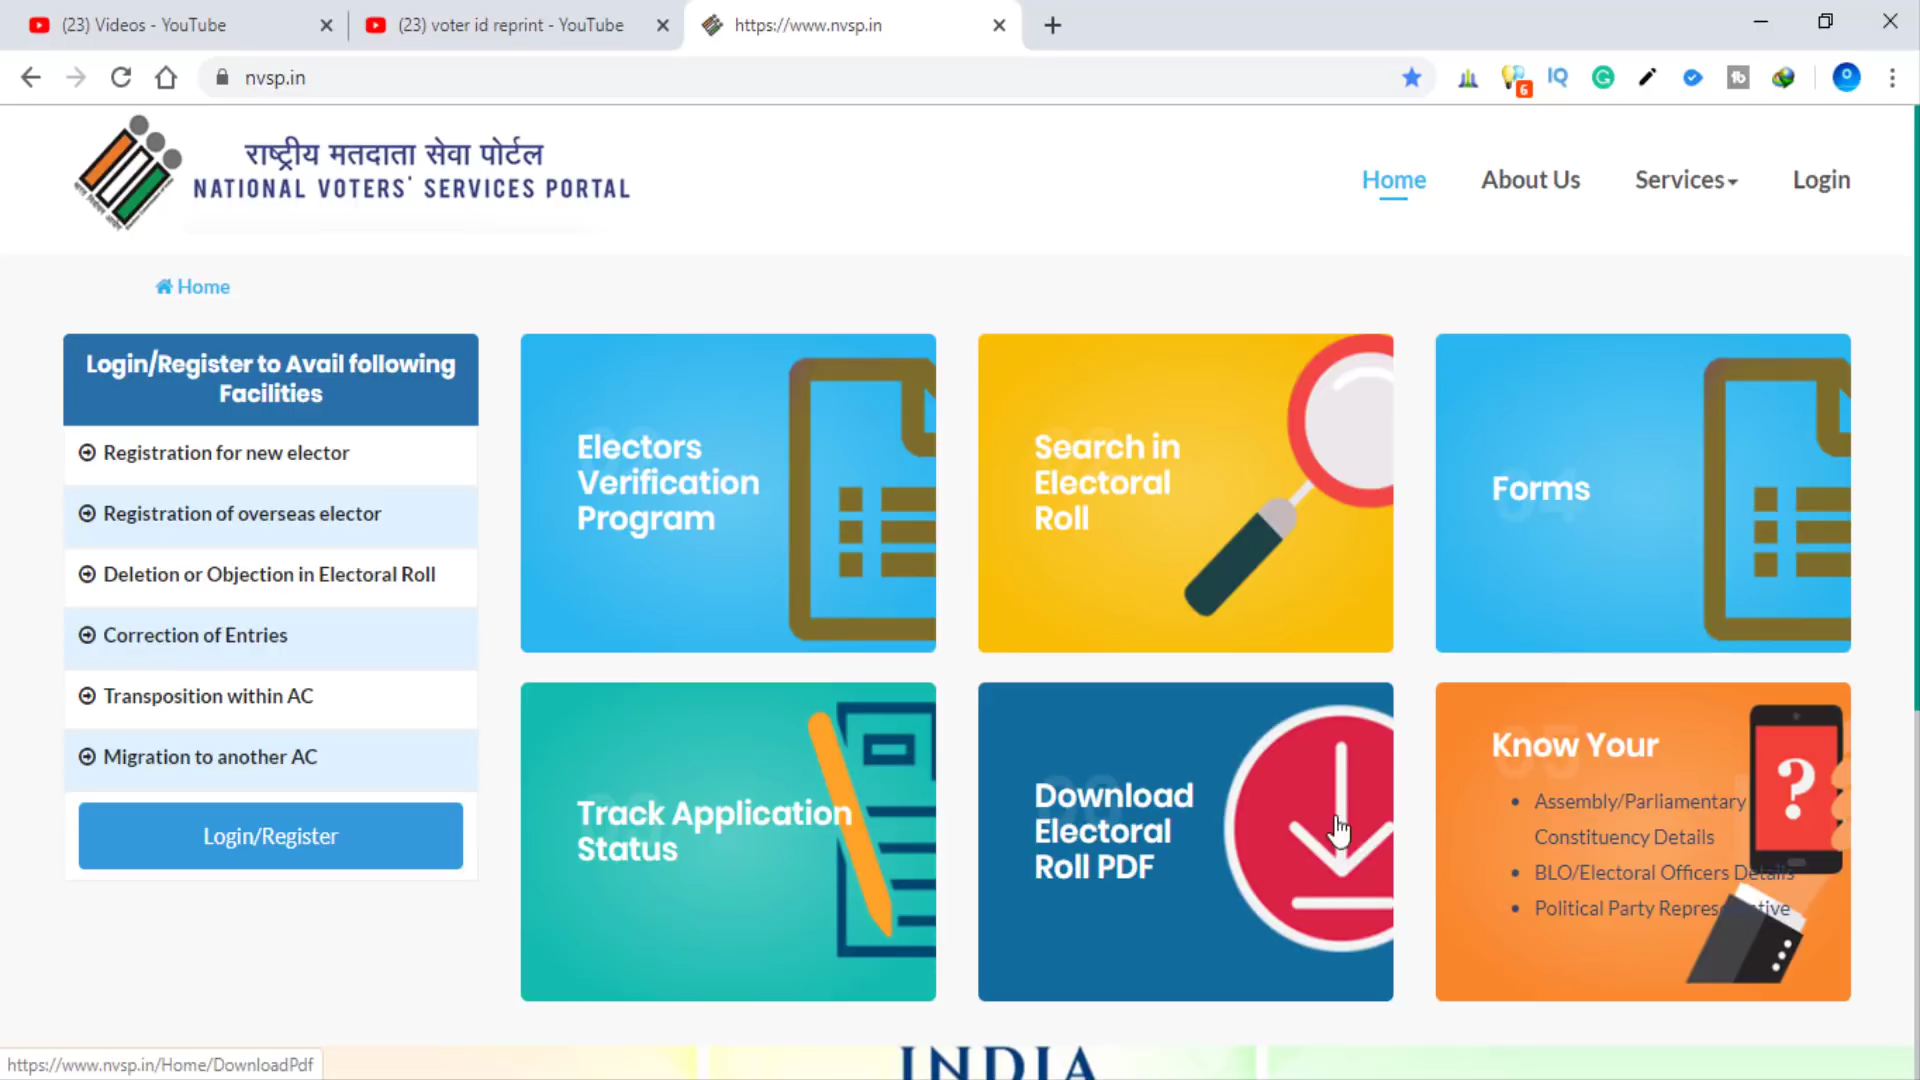 (23) Videos - YouTube
(23) voter id reprint - YouTube
https://www.nvsp.in
nvsp.in
6
IQ
राष्ट्रीय मतदाता सेवा पोर्टल
NATIONAL VOTERS' SERVICES PORTAL
Home
About Us
Services
Login
Home
Login/Register to Avail following
Facilities
Registration for new elector
Registration of overseas elector
Deletion or Objection in Electoral Roll
Correction of Entries
Transposition within AC
Migration to another AC
Login/Register
Electors
Verification
Program
Search in
Electoral
Roll
Forms
04
Track Application
Status
Download
Electoral
Roll PDF
Know Your
Assembly/Parliamentary
Constituency Details
BLO/Electoral Officers Details
Political Party Representative
?
INDIA
https://www.nvsp.in/Home/DownloadPdf